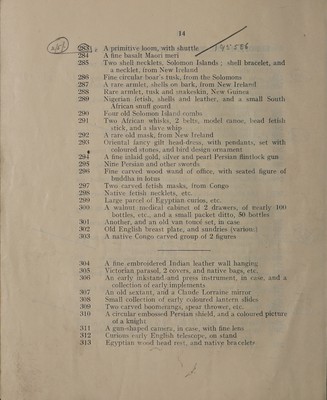 14
283 A primitive loom, with shuttle
284 A fine basalt Maori meri
285 Two shell necklets, Solomon Islands ; shell bracelet, and
a necklet, from New Ireland
286 Fine circular boar's tusk, from the Solomons
287 A rare armlet, shells on bark, from New Ireland
288 Rare armlet, tusk and snakeskin, New Guinea
289 Nigerian fetish, shells and leather, and a small South
African snuff gourd
290 Four old Solomon Island combs
291 Two African whisks, 2 belts, model canoe, bead fetish
stick, and a slave whip
292 A rare old mask, from New Ireland
293 Oriental fancy gilt head-dress, with pendants, set with
coloured stones, and bird design ornament
294 A fine inlaid gold, silver and pearl Persian flintlock gun
295 Nine Persian and other swords
296 Fine carved wood wand of office, with seated figure of
buddha in lotus
297 Two carved fetish masks, from Congo
298 Native fetish necklets, etc.
299 Large parcel of Egyptian curios, etc.
300 A walnut medical cabinet of 2 drawers, of nearly 100
bottles, etc., and a small packet ditto, 50 bottles
301 Another, and an old van tonoé set, in case
302 Old English breast plate, and sundries (various)
303 A native Congo carved group of 2 figures
304 A fine embroidered Indian leather wall hanging
305 Victorian parasol, 2 covers, and native bags, etc.
306 An early inkstand and press instrument, in case, and a
collection of early implements
307 An old sextant, and a Claude Lorraine mirror
308 Small collection of early coloured lantern slides
309 Two carved boomerangs, spear thrower, etc.
310 A circular embossed Persian shield, and a coloured picture
of a knight
311 A gun-shaped camera, in case, with fine lens
312 Curious early English telescope, on stand
313 Egyptian wood head rest, and native bracelets